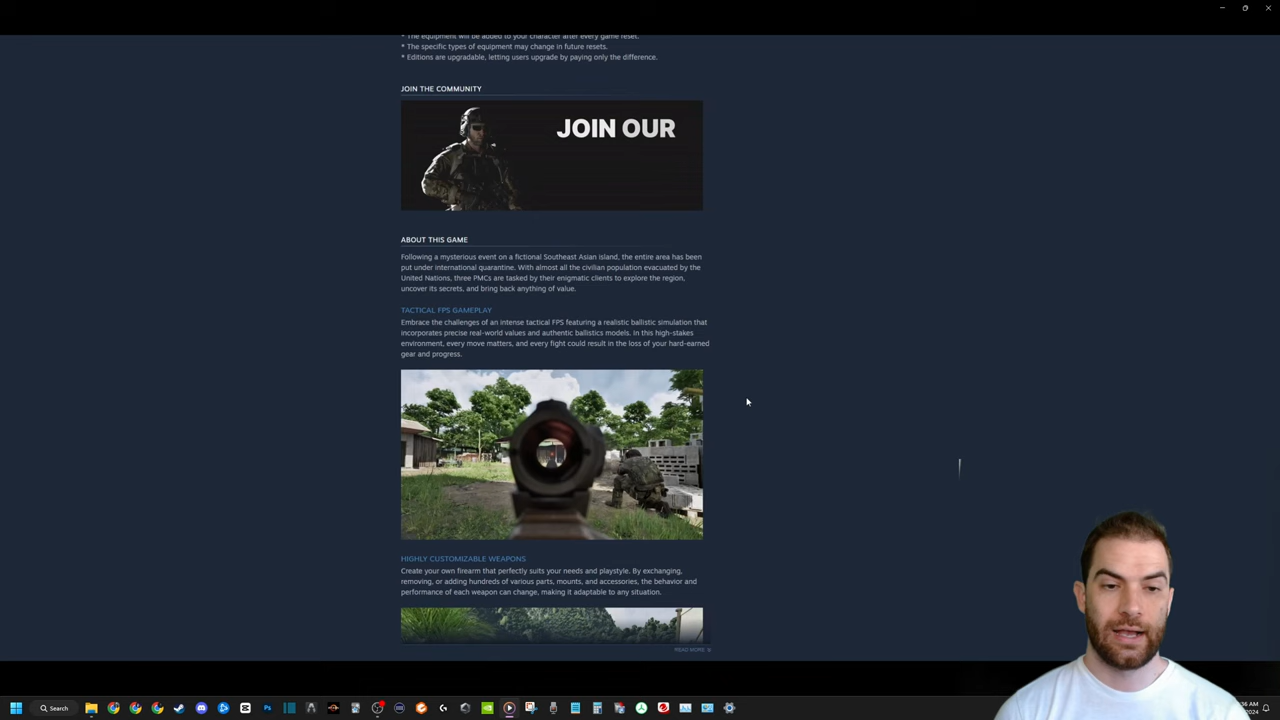 * The equipment will be added to your character after every game reset.
* The specific types of equipment may change in future resets.
* Editions are upgradable, letting users upgrade by paying only the difference.
JOIN THE COMMUNITY
JOIN OUR
ABOUT THIS GAME
Following a mysterious event on a fictional Southeast Asian island, the entire area has been
put under international quarantine. With almost all the civilian population evacuated by the
United Nations, three PMCs are tasked by their enigmatic clients to explore the region,
uncover its secrets, and bring back anything of value.
TACTICAL FPS GAMEPLAY
Embrace the challenges of an intense tactical FPS featuring a realistic ballistic simulation that
incorporates precise real-world values and authentic ballistics models. In this high-stakes
environment, every move matters, and every fight could result in the loss of your hard-earned
gear and progress.
HIGHLY CUSTOMIZABLE WEAPONS
Create your own firearm that perfectly suits your needs and playstyle. By exchanging,
removing, or adding hundreds of various parts, mounts, and accessories, the behavior and
performance of each weapon can change, making it adaptable to any situation.
READ MORE
Search